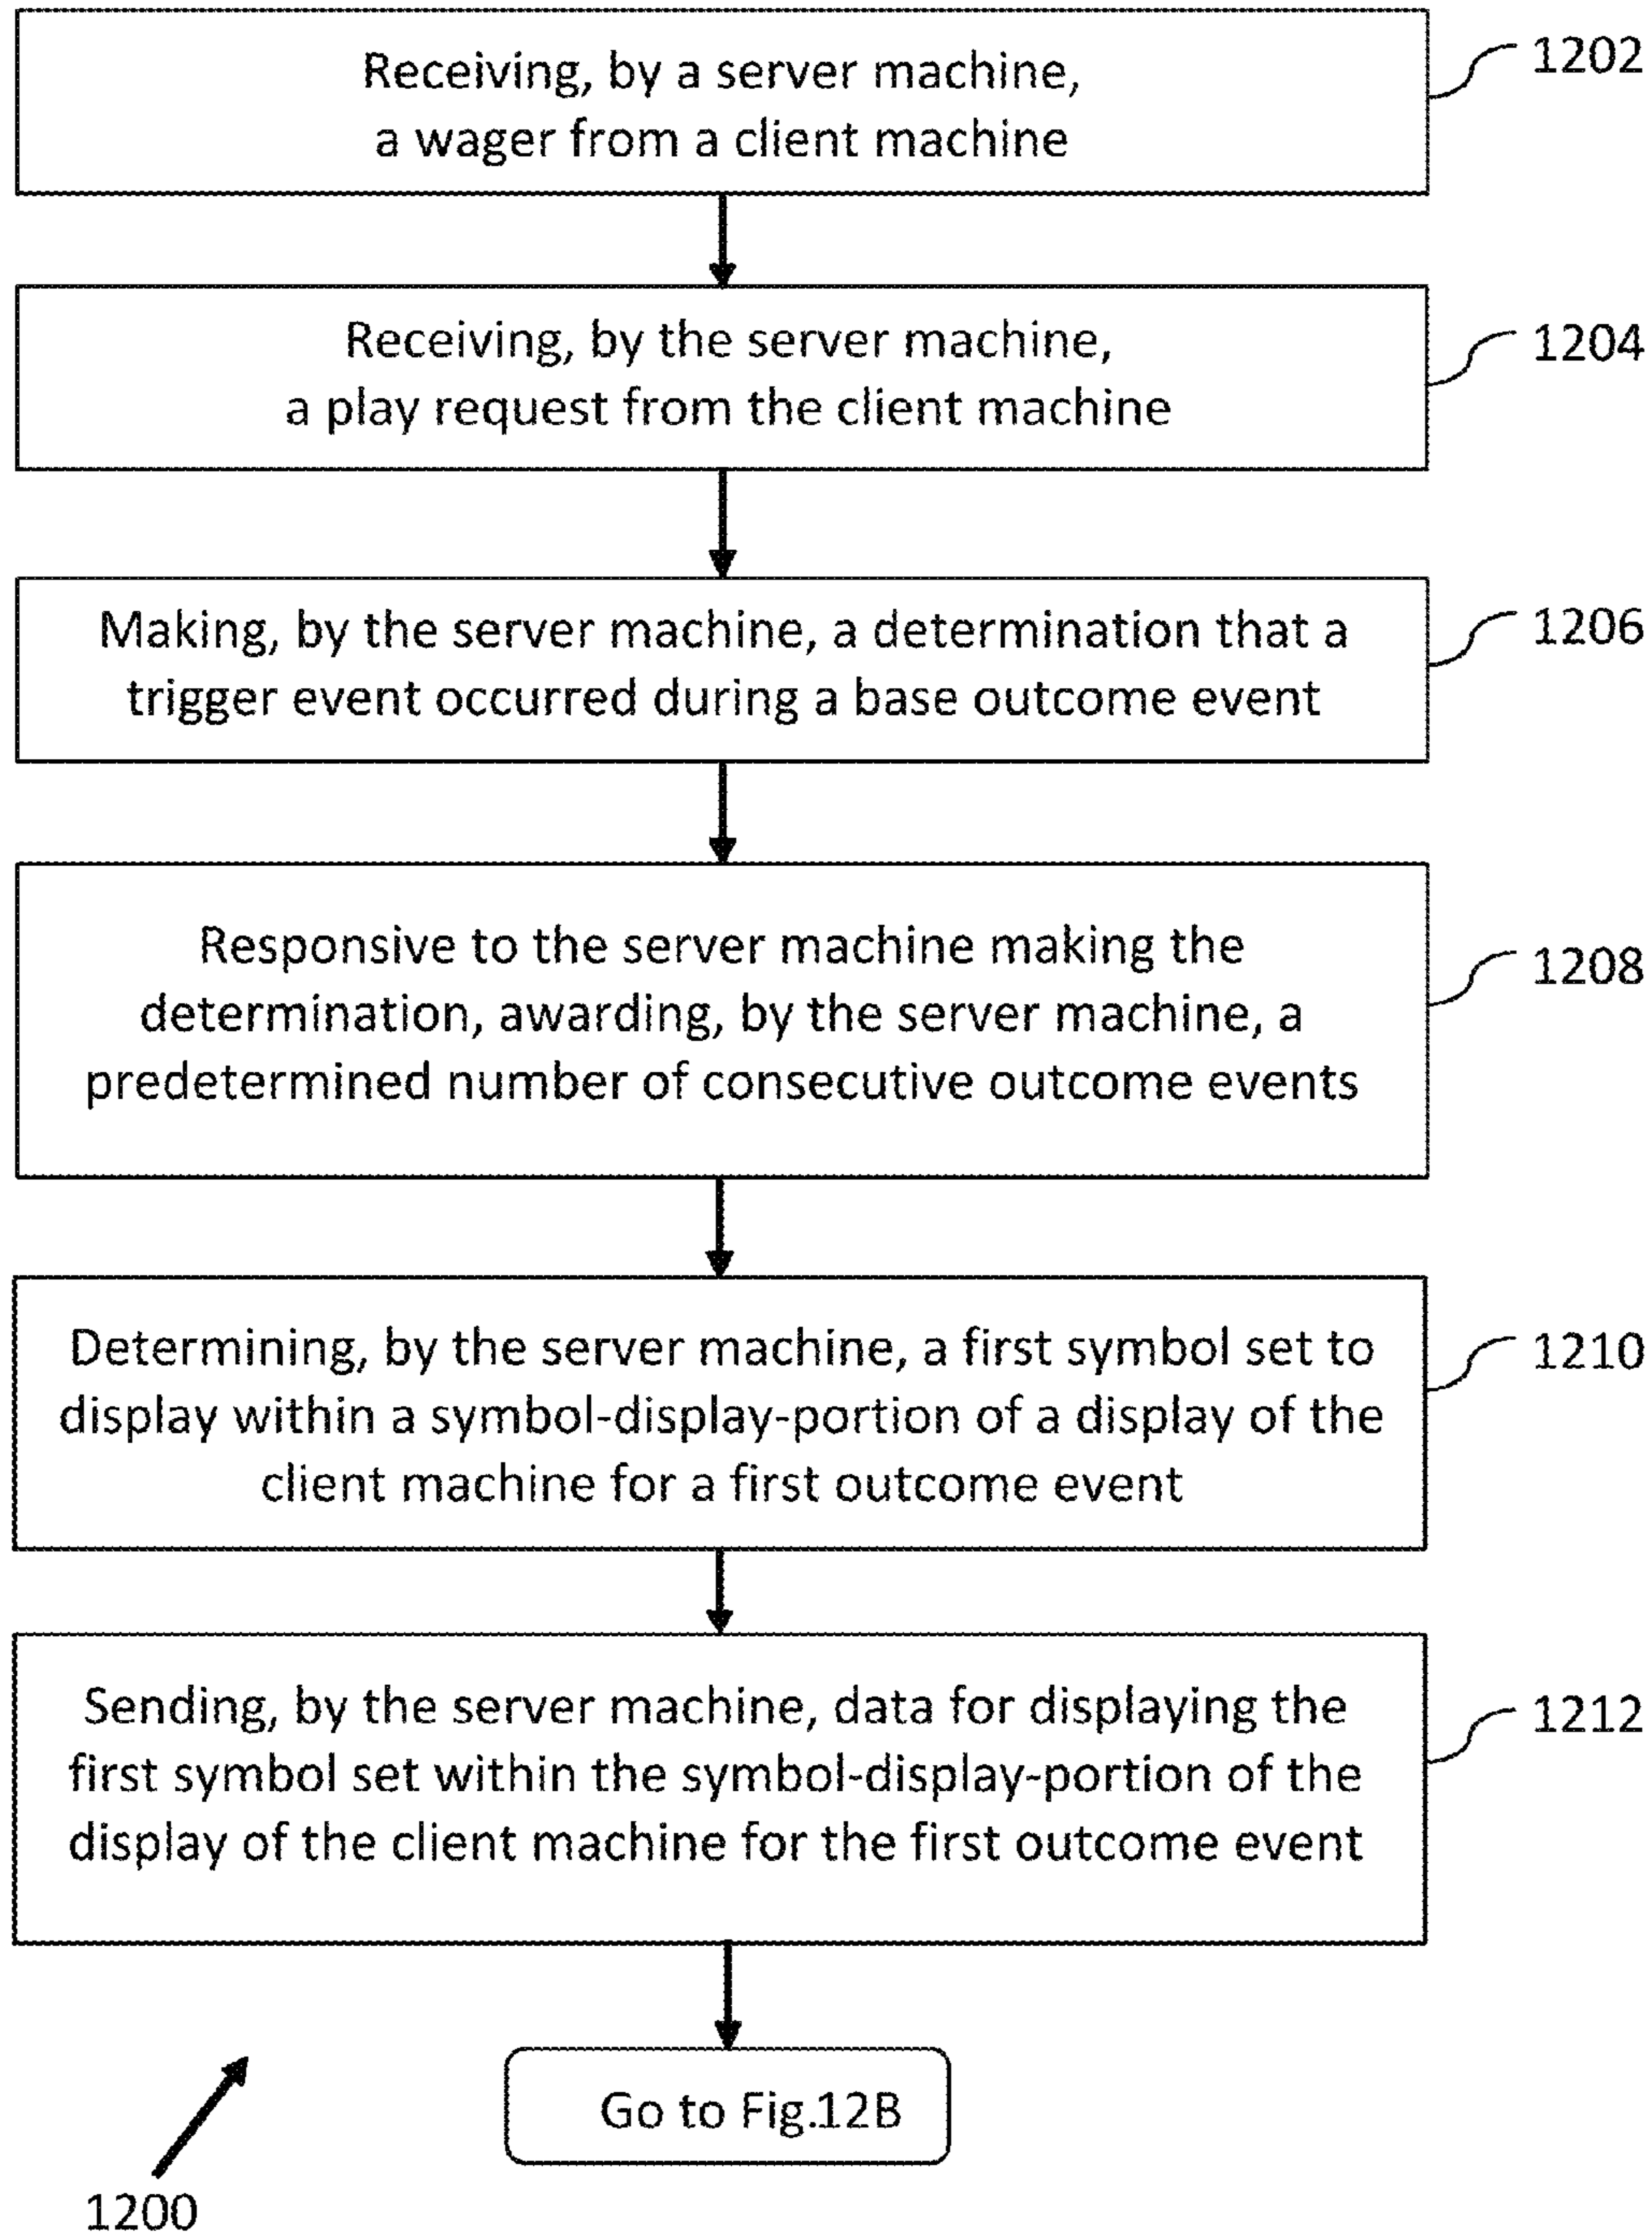 Receiving, by a server machine,
a wager from a client machine
1202
Receiving, by the server machine,
a play request from the client machine
1204
Making, by the server machine, a determination that a
trigger event occurred during a base outcome event
1206
Responsive to the server machine making the
determination, awarding, by the server machine, a
predetermined number of consecutive outcome events
1208
Determining, by the server machine, a first symbol set to
display within a symbol-display-portion of a display of the
client machine for a first outcome event
1210
Sending, by the server machine, data for displaying the
first symbol set within the symbol-display-portion of the
display of the client machine for the first outcome event
1212
Go to Fig.12B
1200